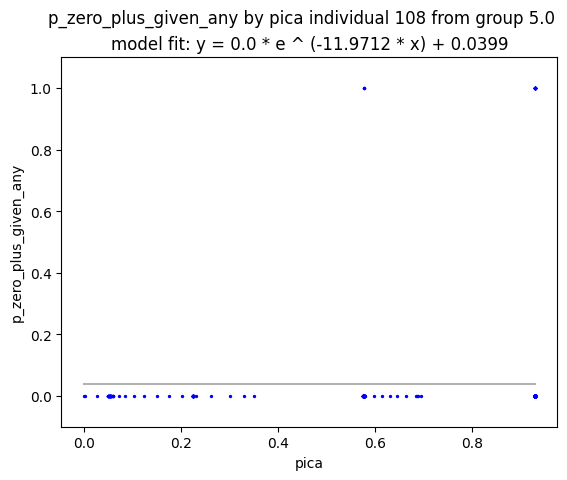 p_zero_plus_given_any by pica individual 108 from group 5.0
model fit: y = 0.0 * e ^ (-11.9712 * x) + 0.0399
1.0
0.8
0.6
0.4
0.2
0.0
p_zero_plus_given_any
0.0 0.2 0.4 0.6 0.8
pica